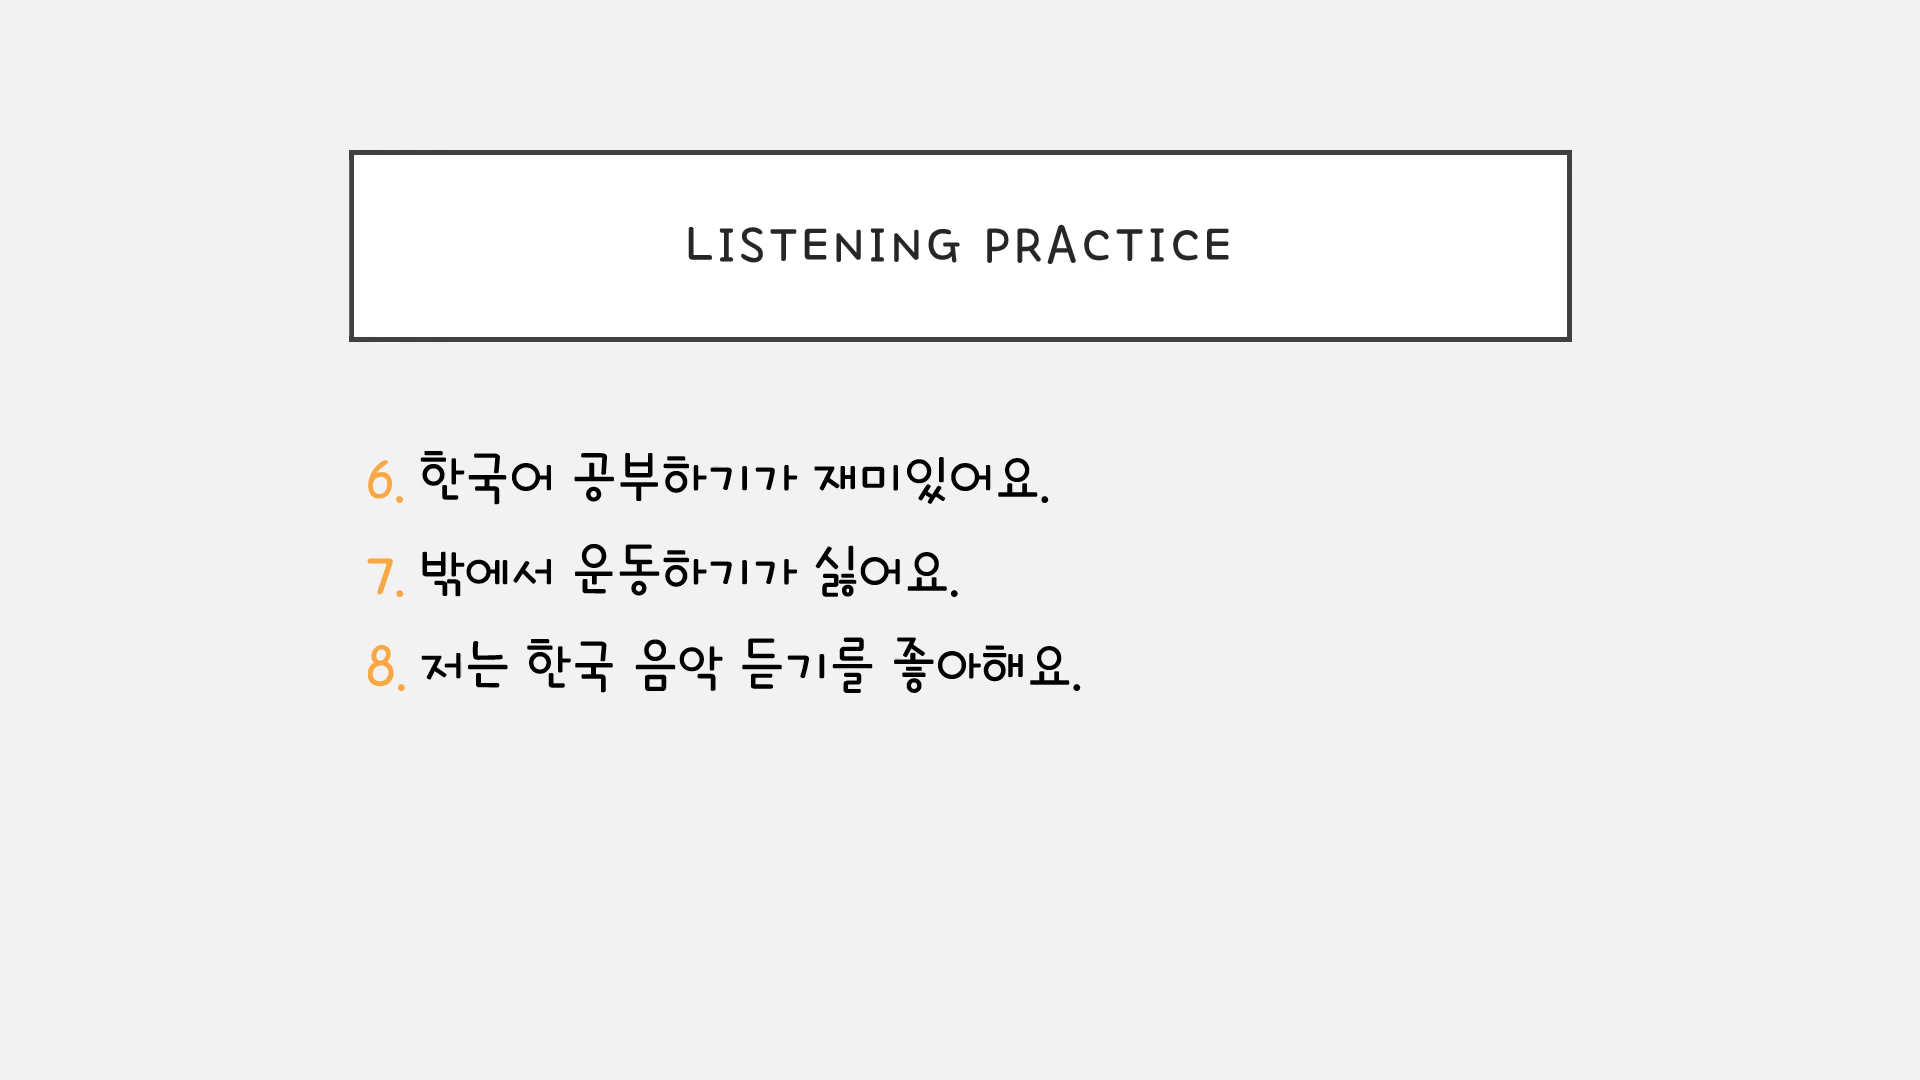 LISTENING PRACTICE
6. 한국어 공부하기가 재미있어요.
7. 밖에서 운동하기가 싫어요.
8. 저는 한국 음악 듣기를 좋아해요.